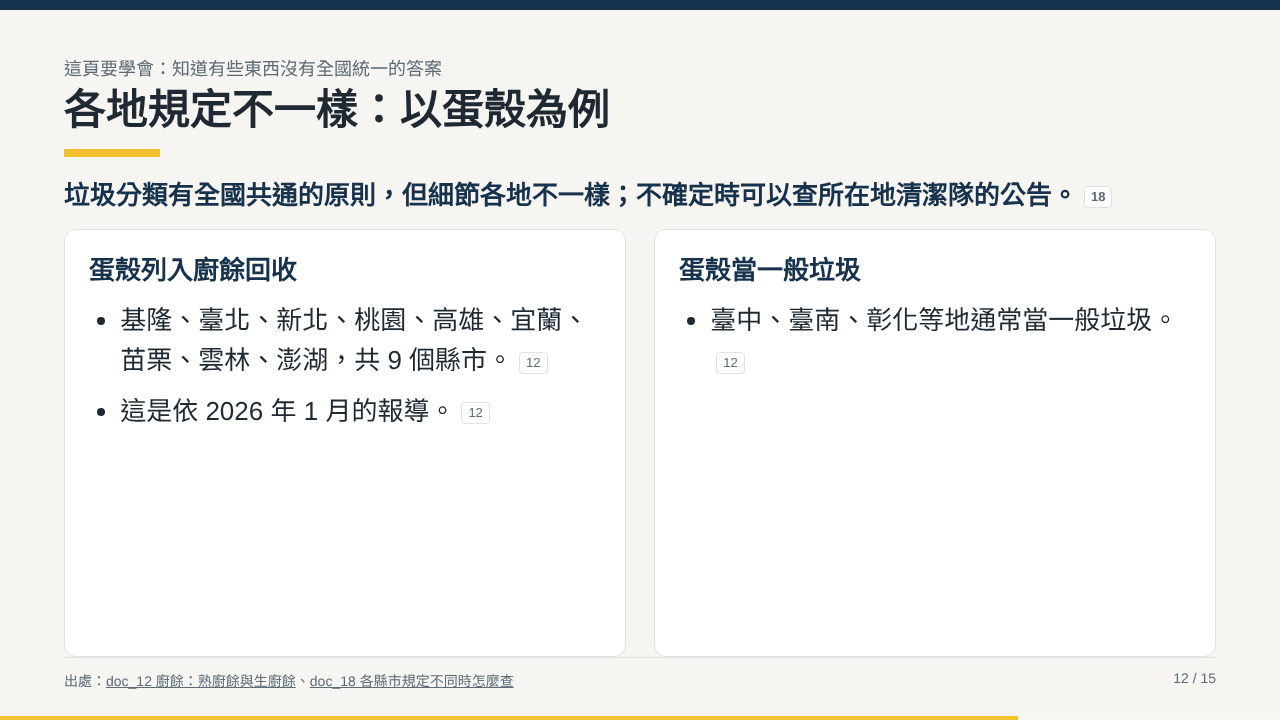 這頁要學會：知道有些東西沒有全國統一的答案
各地規定不一樣：以蛋殼為例
垃圾分類有全國共通的原則，但細節各地不一樣；不確定時可以查所在地清潔隊的公告。 18
蛋殼列入廚餘回收
• 基隆、臺北、新北、桃園、高雄、宜蘭、
苗栗、雲林、澎湖，共 9 個縣市。 12
• 這是依 2026 年 1 月的報導。 12
蛋殼當一般垃圾
• 臺中、臺南、彰化等地通常當一般垃圾。
12
出處：doc_12 廚餘：熟廚餘與生廚餘、doc_18 各縣市規定不同時怎麼查
12 / 15